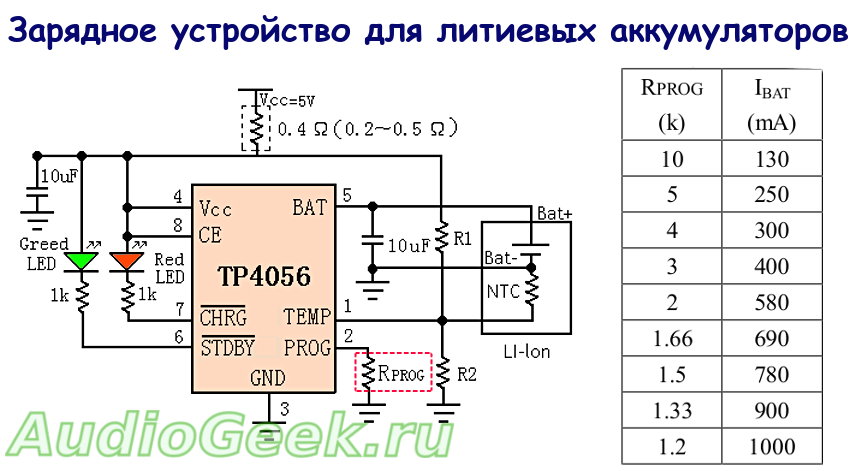 Зарядное устройство для литиевых аккумуляторов
Vcc=5V
0.4 Ω(0.2～0.5 Ω)
10uF
4
Vcc
BAT
5
8
CE
Bat+
Greed
LED
Red
LED
10uF
R1
Bat-
TP4056
1k
1k
NTC
7
CHRG
TEMP
1
6
STDBY
PROG
2
LI-Ion
RPROG
R2
GND
3
AudioGeek.ru
RPROG IBAT
(k) (mA)
10 130
5 250
4 300
3 400
2 580
1.66 690
1.5 780
1.33 900
1.2 1000